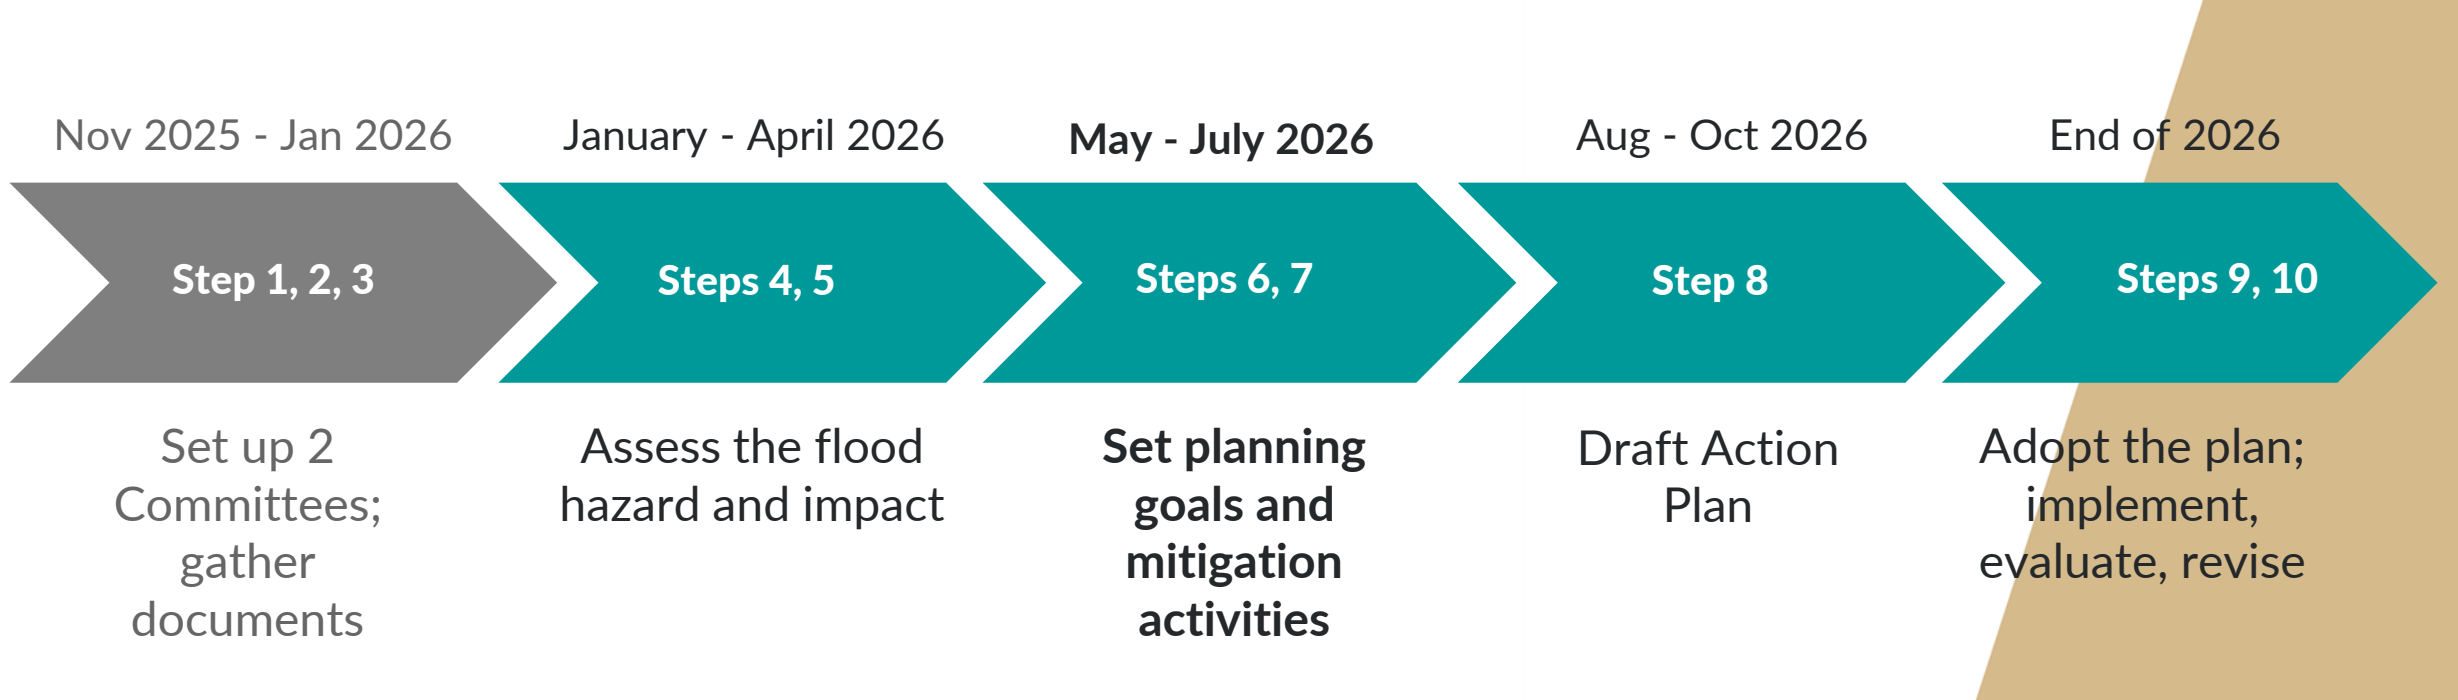 Nov 2025 - Jan 2026
Step 1, 2, 3
Set up 2
Committees;
gather
documents
January - April 2026
Steps 4, 5
Assess the flood
hazard and impact
May - July 2026
Steps 6, 7
Set planning
goals and
mitigation
activities
Aug - Oct 2026
Step 8
Draft Action
Plan
End of 2026
Steps 9, 10
Adopt the plan;
implement,
evaluate, revise